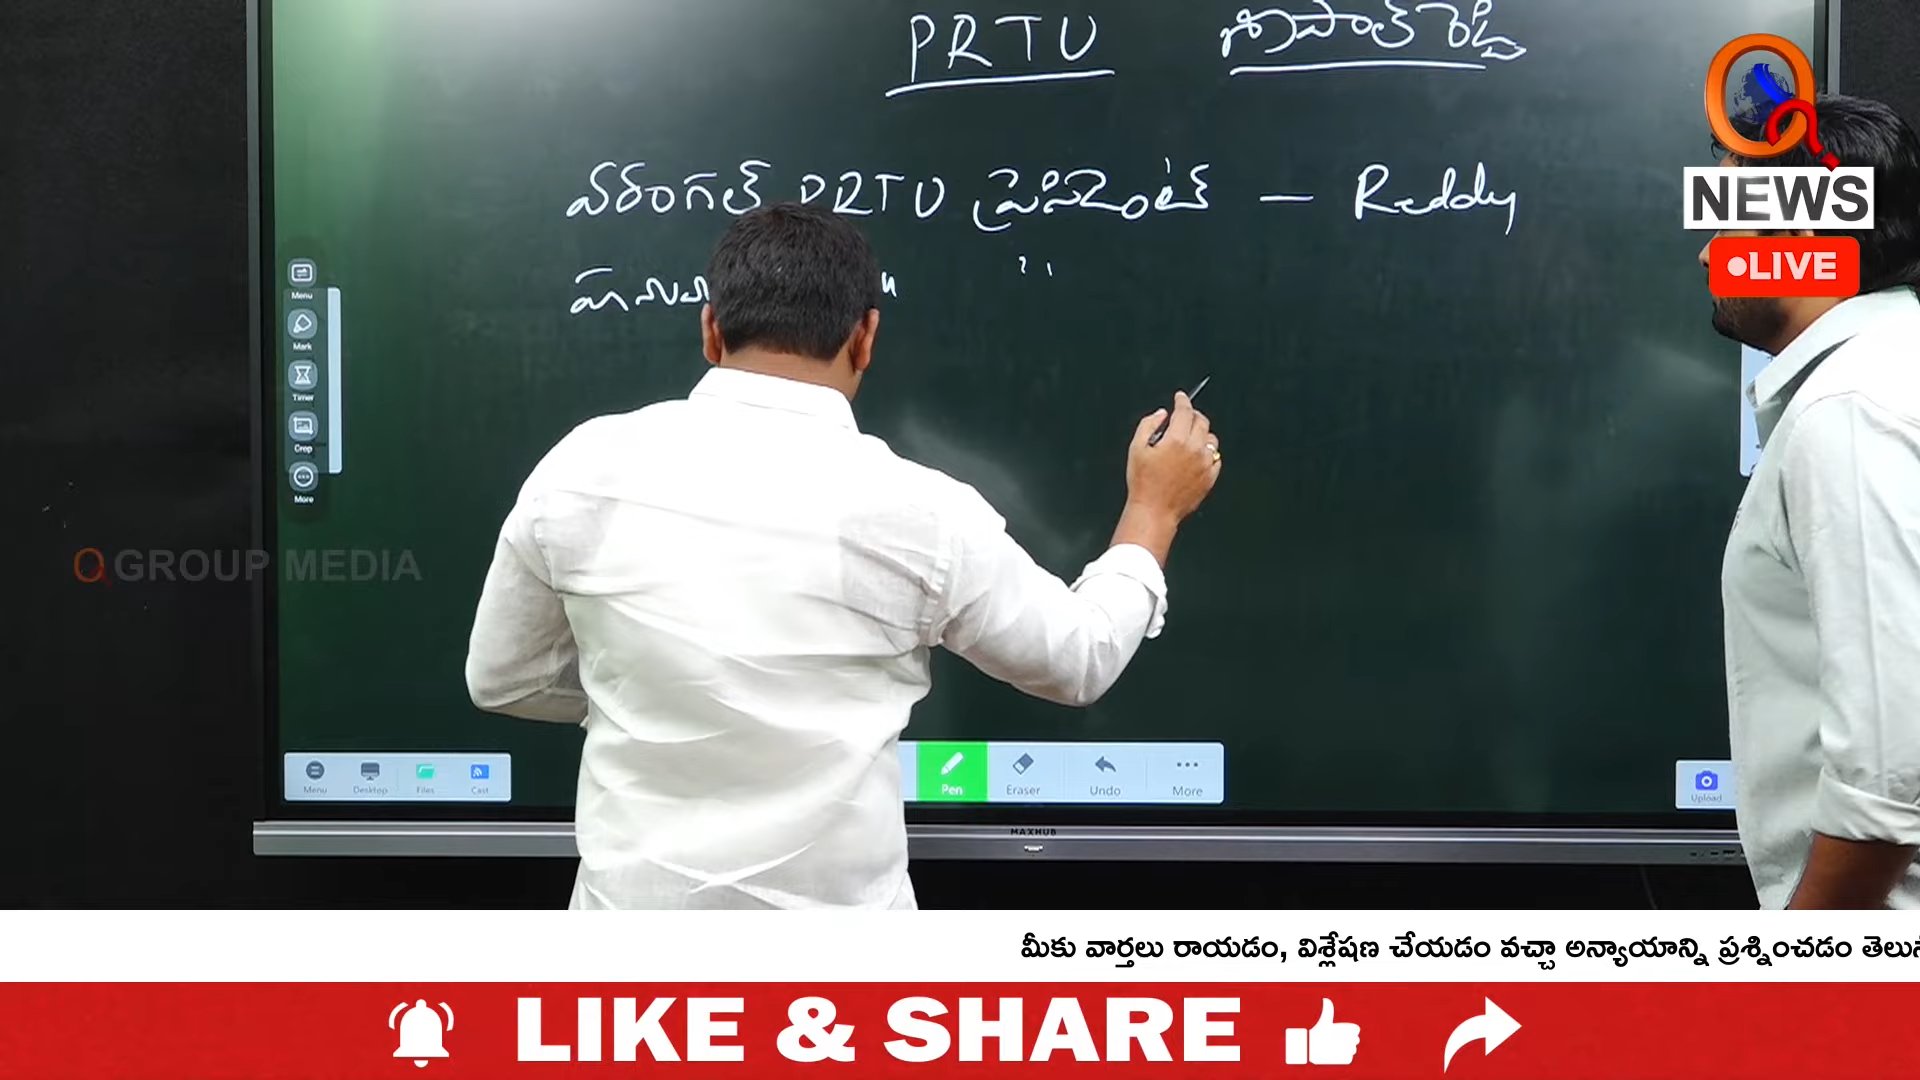 PRTU శ్రీపాల్ రెడ్డి
వరంగల్ PRTU ప్రెసిడెంట్ - Reddy
" "
NEWS
LIVE
Menu
Mark
Timer
Crop
More
GROUP MEDIA
Menu Desktop Files Cast
Pen Eraser Undo More
Upload
MAXHUB
మీకు వార్తలు రాయడం, విశ్లేషణ చేయడం వచ్చా అన్యాయాన్ని ప్రశ్నించడం
LIKE & SHARE